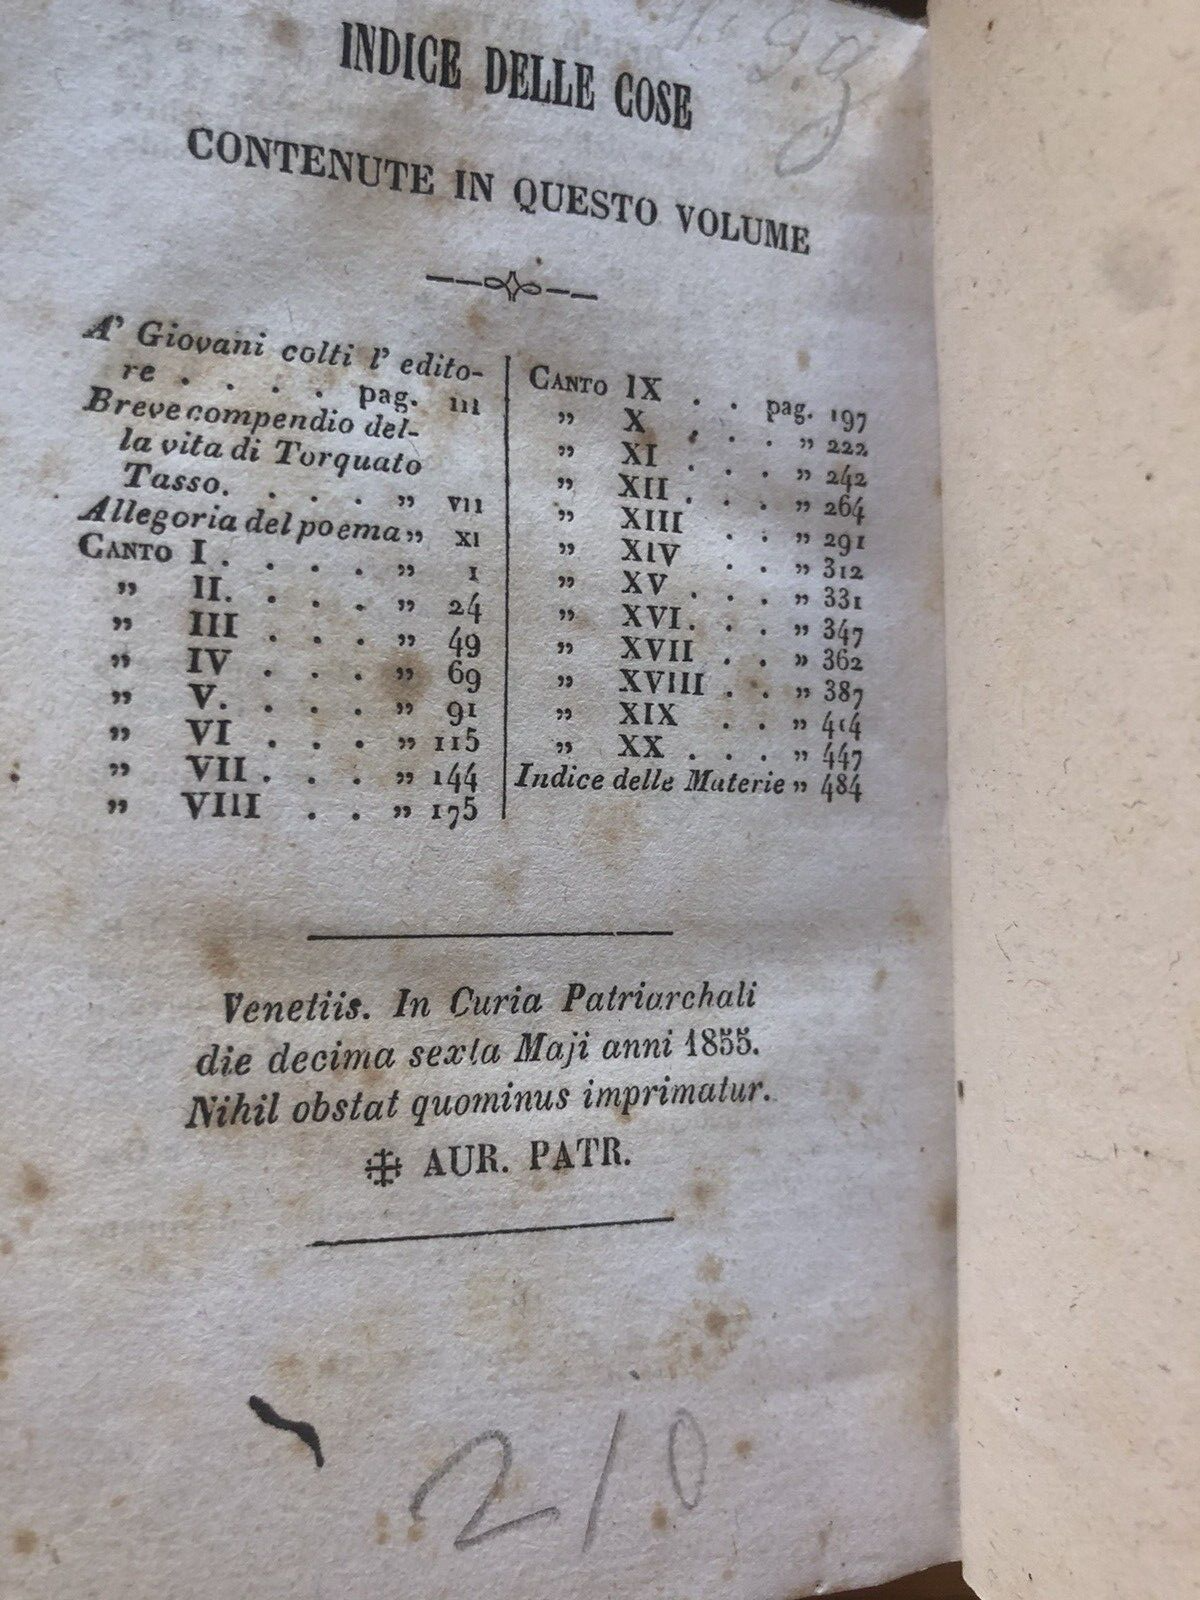 INDICE DELLE COSE
CONTENUTE IN QUESTO VOLUME
A' Giovani colti l' edito-
re . . . . pag. III
Breve compendio del-
la vita di Torquato
Tasso. . . . . „ VII
Allegoria del poema „ XI
CANTO I. . . . . „ 1
„ II. . . . . „ 24
„ III . . . . „ 49
„ IV . . . . „ 69
„ V. . . . . „ 91
„ VI . . . . „ 115
„ VII . . . . „ 144
„ VIII . . . „ 175
CANTO IX . . pag. 197
„ X . . . . „ 222
„ XI . . . . „ 242
„ XII . . . . „ 264
„ XIII . . . „ 291
„ XIV . . . „ 312
„ XV . . . . „ 331
„ XVI. . . . „ 347
„ XVII . . . „ 362
„ XVIII . . „ 387
„ XIX . . . „ 414
„ XX . . . . „ 447
Indice delle Materie „ 484
Venetiis. In Curia Patriarchali
die decima sexta Maji anni 1855.
Nihil obstat quominus imprimatur.
✠ AUR. PATR.
210